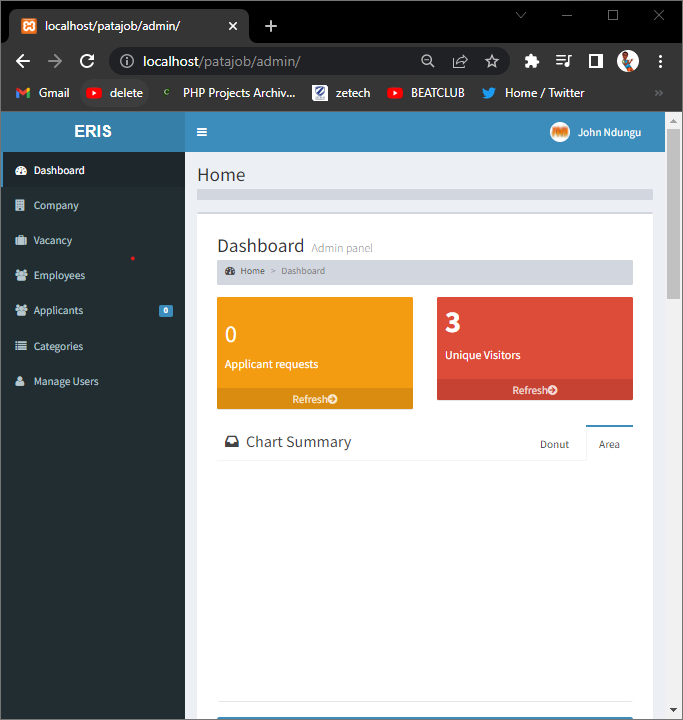 localhost/patajob/admin/
localhost/patajob/admin/
Gmail
delete
PHP Projects Archiv...
zetech
BEATCLUB
Home / Twitter
ERIS
John Ndungu
Dashboard
Company
Vacancy
Employees
Applicants 0
Categories
Manage Users
Home
Dashboard Admin panel
Home > Dashboard
0
Applicant requests
Refresh
3
Unique Visitors
Refresh
Chart Summary
Donut
Area